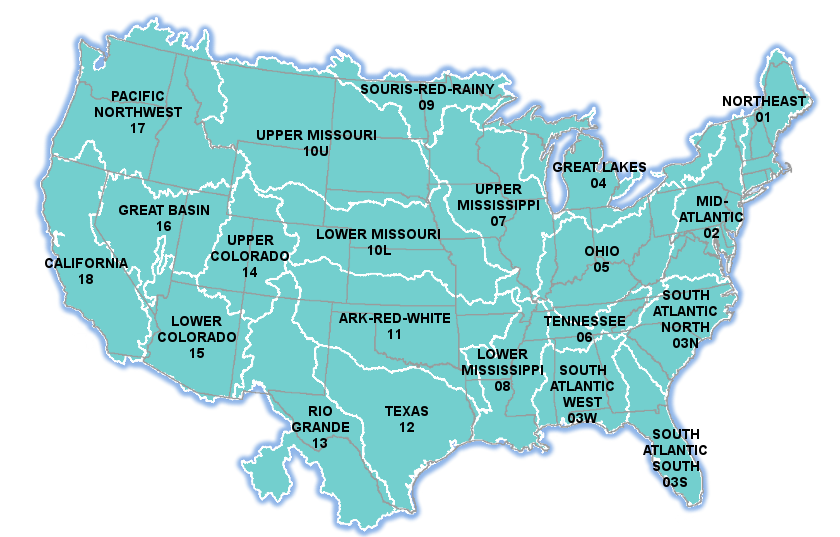 PACIFIC
NORTHWEST
17
SOURIS-RED-RAINY
09
NORTHEAST
01
UPPER MISSOURI
10U
GREAT LAKES
04
UPPER
MISSISSIPPI
07
MID-
ATLANTIC
02
GREAT BASIN
16
UPPER
COLORADO
14
LOWER MISSOURI
10L
OHIO
05
CALIFORNIA
18
LOWER
COLORADO
15
ARK-RED-WHITE
11
TENNESSEE
06
SOUTH
ATLANTIC
NORTH
03N
LOWER
MISSISSIPPI
08
SOUTH
ATLANTIC
WEST
03W
RIO
GRANDE
13
TEXAS
12
SOUTH
ATLANTIC
SOUTH
03S